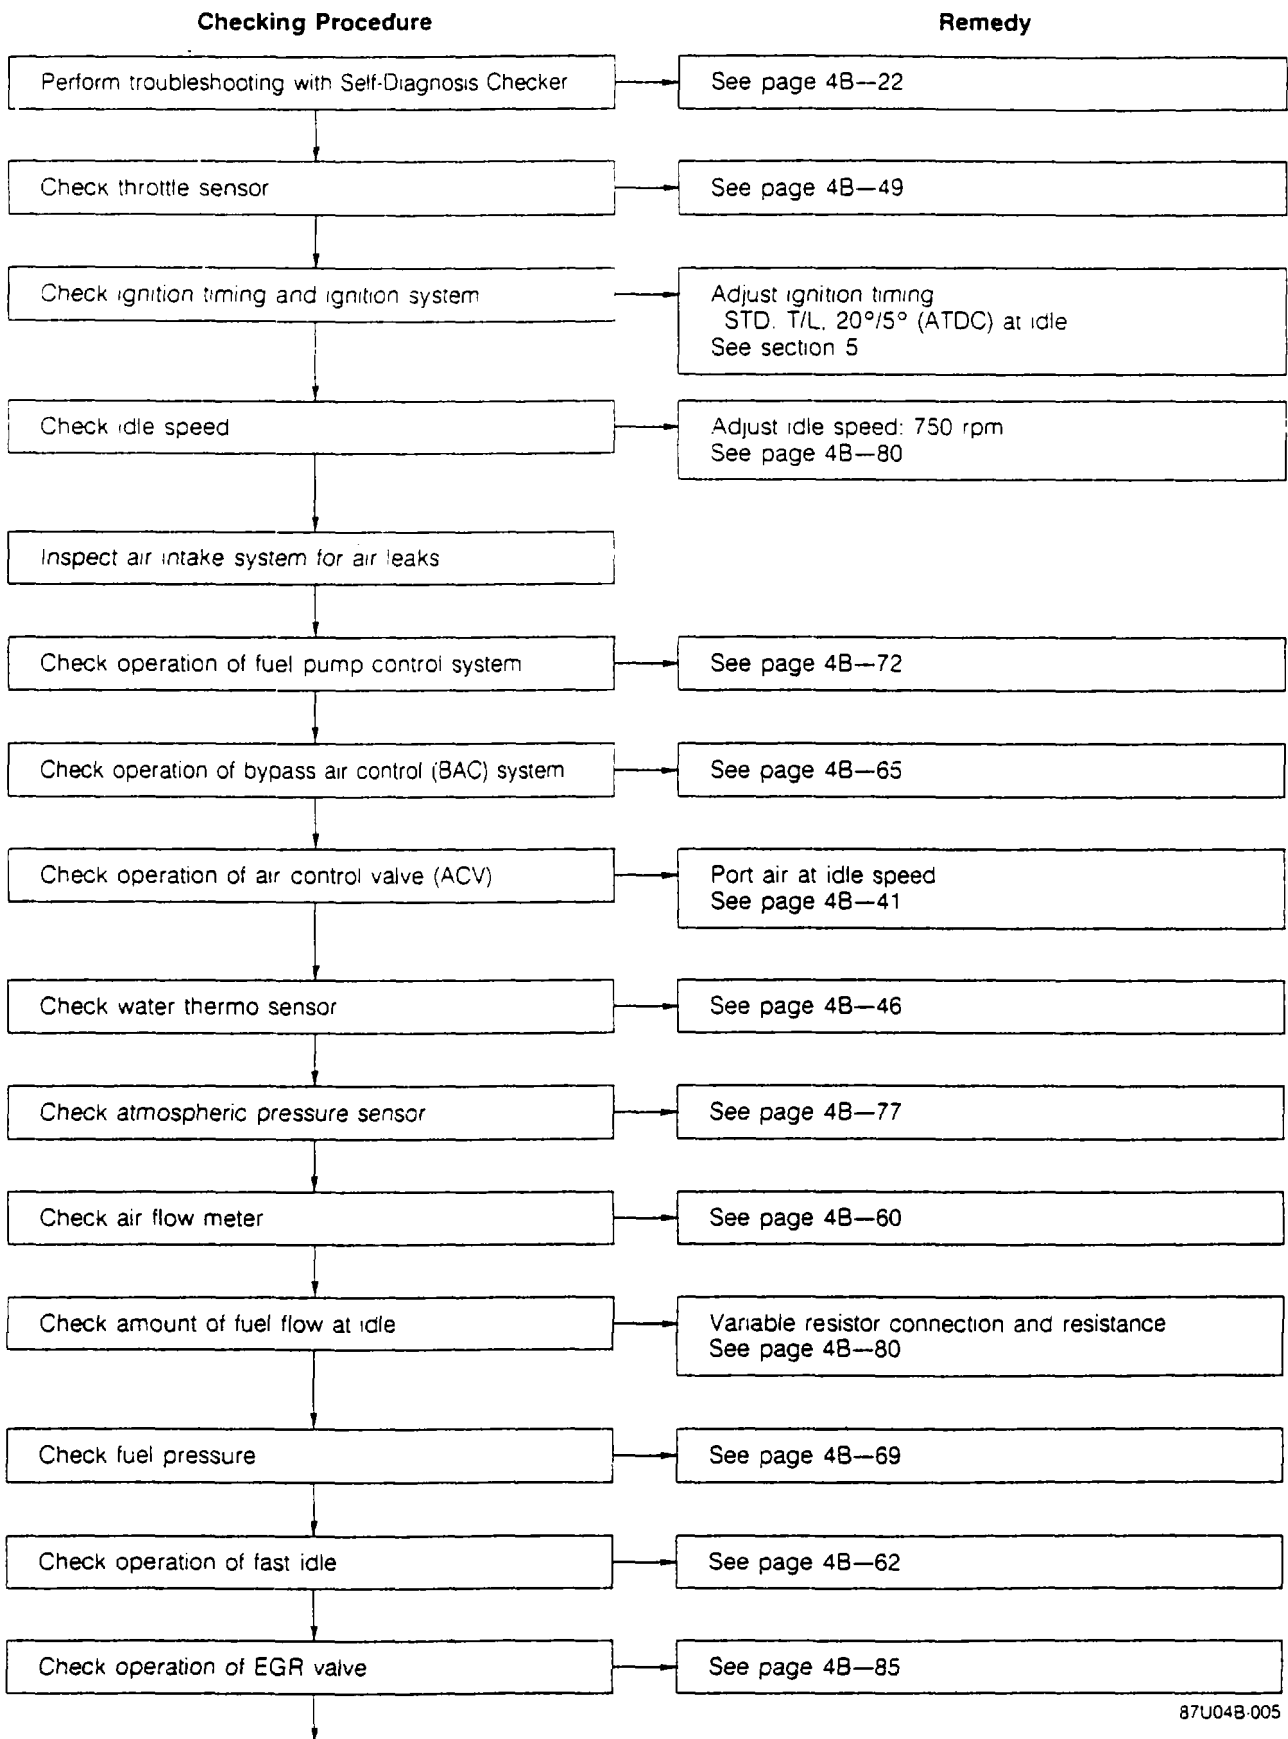 Checking Procedure
Remedy
Perform troubleshooting with Self-Diagnosis Checker
See page 4B—22
Check throttle sensor
See page 4B—49
Check ignition timing and ignition system
Adjust ignition timing
STD. T/L, 20°/5° (ATDC) at idle
See section 5
Check idle speed
Adjust idle speed: 750 rpm
See page 4B—80
Inspect air intake system for air leaks
Check operation of fuel pump control system
See page 4B—72
Check operation of bypass air control (BAC) system
See page 4B—65
Check operation of air control valve (ACV)
Port air at idle speed
See page 4B—41
Check water thermo sensor
See page 4B—46
Check atmospheric pressure sensor
See page 4B—77
Check air flow meter
See page 4B—60
Check amount of fuel flow at idle
Variable resistor connection and resistance
See page 4B—80
Check fuel pressure
See page 4B—69
Check operation of fast idle
See page 4B—62
Check operation of EGR valve
See page 4B—85
87U04B-005